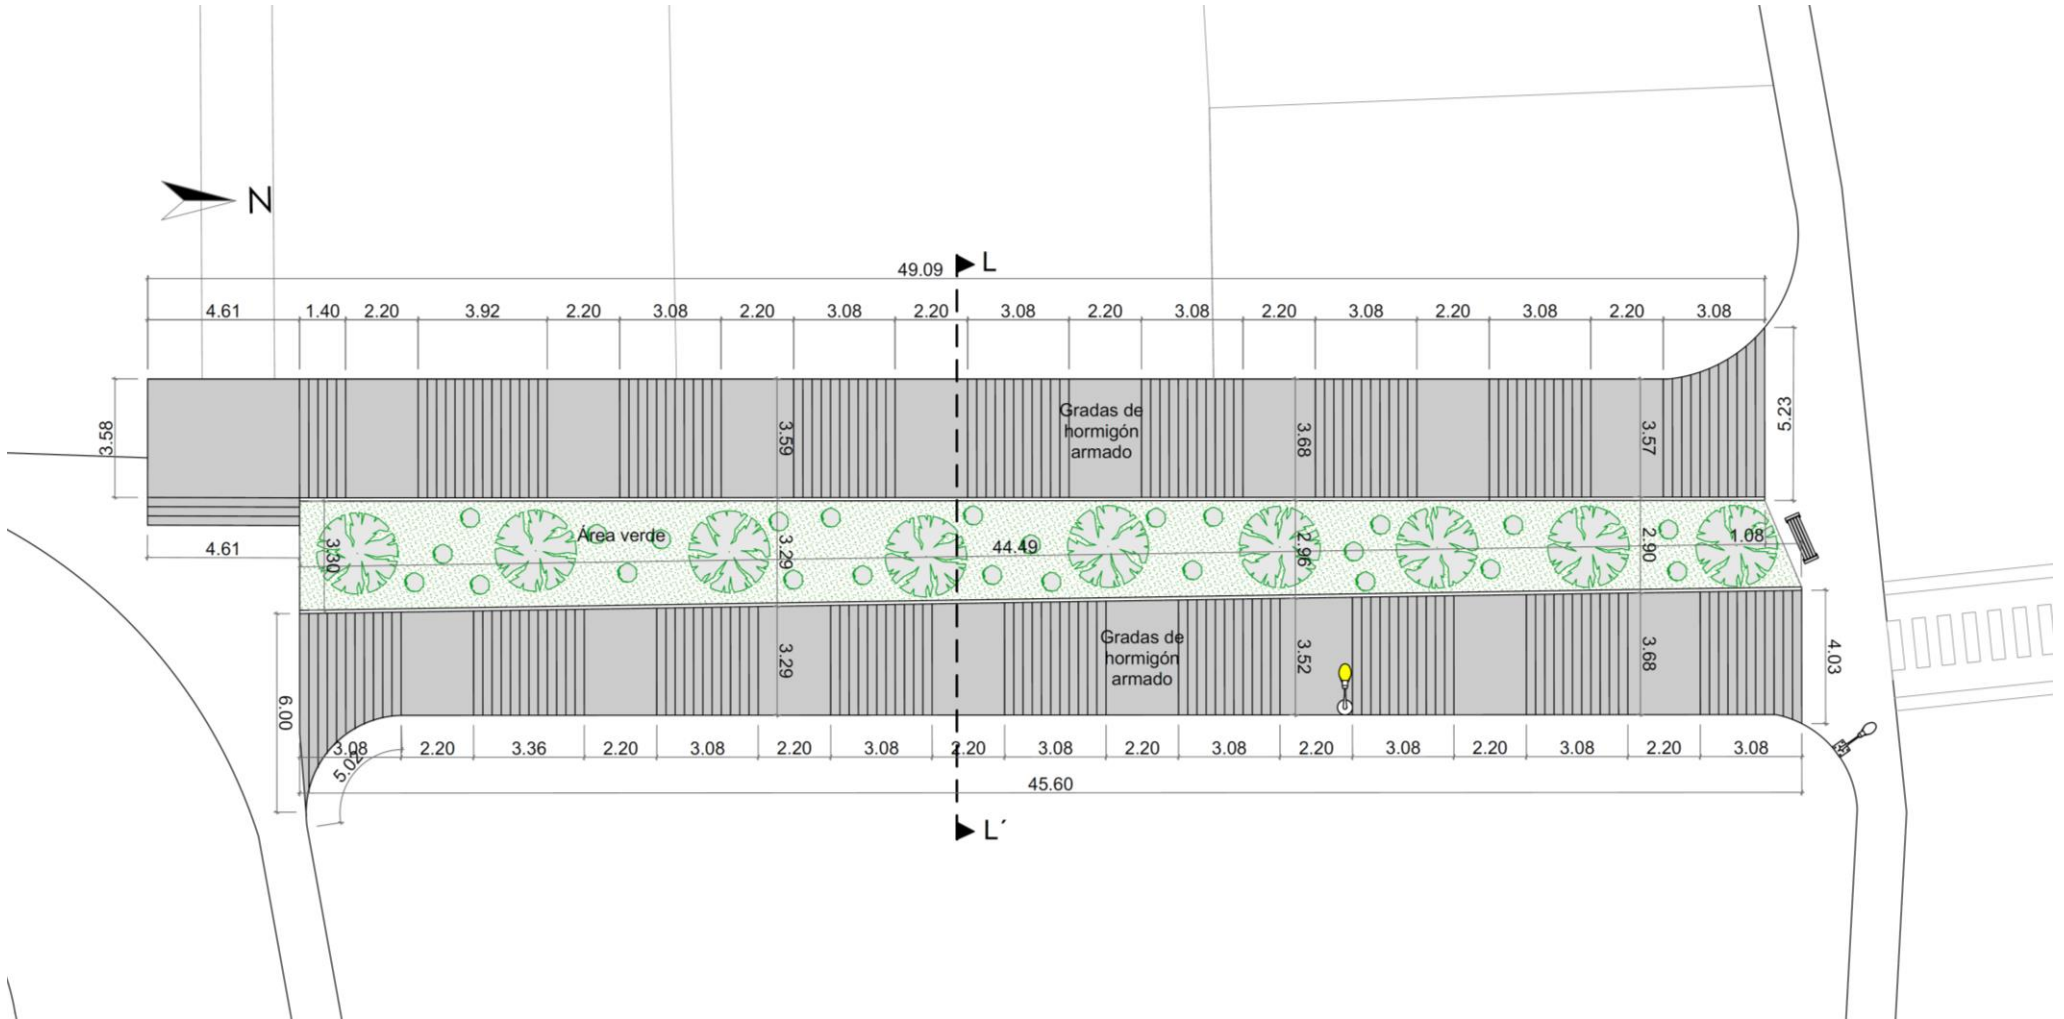 N
L
49.09
4.61 1.40 2.20 3.92 2.20 3.08 2.20 3.08 2.20 3.08 2.20 3.08 2.20 3.08 2.20 3.08 2.20 3.08
3.58
3.59
Gradas de
hormigón
armado
3.68
3.57
5.23
4.61
3.30
Área verde
3.29
44.49
2.96
2.90
1.08
6.00
3.29
Gradas de
hormigón
armado
3.52
3.68
4.03
3.08 2.20 3.36 2.20 3.08 2.20 3.08 2.20 3.08 2.20 3.08 2.20 3.08 2.20 3.08 2.20 3.08
5.02
45.60
L´